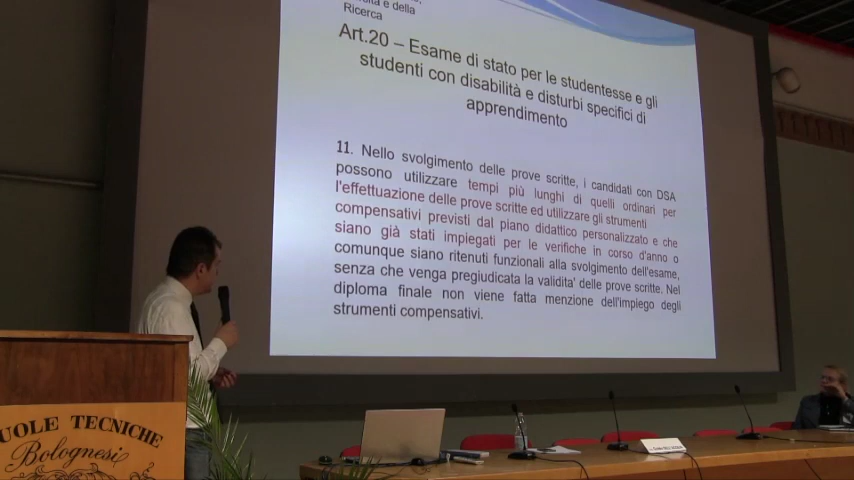 e della
Ricerca
Art.20 – Esame di stato per le studentesse e gli
studenti con disabilità e disturbi specifici di
apprendimento
11. Nello svolgimento delle prove scritte, i candidati con DSA
possono utilizzare tempi più lunghi di quelli ordinari per
l'effettuazione delle prove scritte ed utilizzare gli strumenti
compensativi previsti dal piano didattico personalizzato e che
siano già stati impiegati per le verifiche in corso d'anno o
comunque siano ritenuti funzionali alla svolgimento dell'esame,
senza che venga pregiudicata la validita' delle prove scritte. Nel
diploma finale non viene fatta menzione dell'impiego degli
strumenti compensativi.
UOLE TECNICHE
Bolognesi